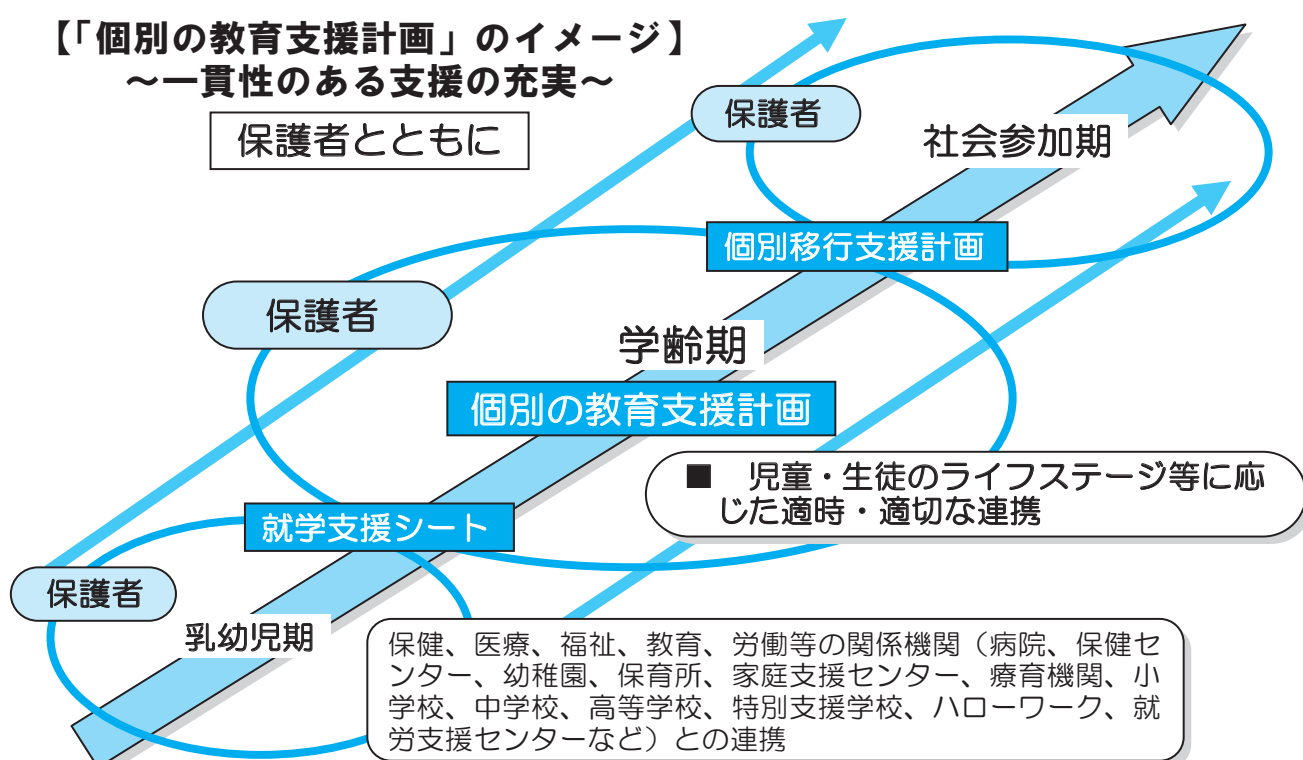 【「個別の教育支援計画」のイメージ】
～一貫性のある支援の充実～
保護者とともに
保護者
社会参加期
個別移行支援計画
保護者
学齢期
個別の教育支援計画
■　児童・生徒のライフステージ等に応
じた適時・適切な連携
就学支援シート
保護者
乳幼児期
保健、医療、福祉、教育、労働等の関係機関（病院、保健セ
ンター、幼稚園、保育所、家庭支援センター、療育機関、小
学校、中学校、高等学校、特別支援学校、ハローワーク、就
労支援センターなど）との連携